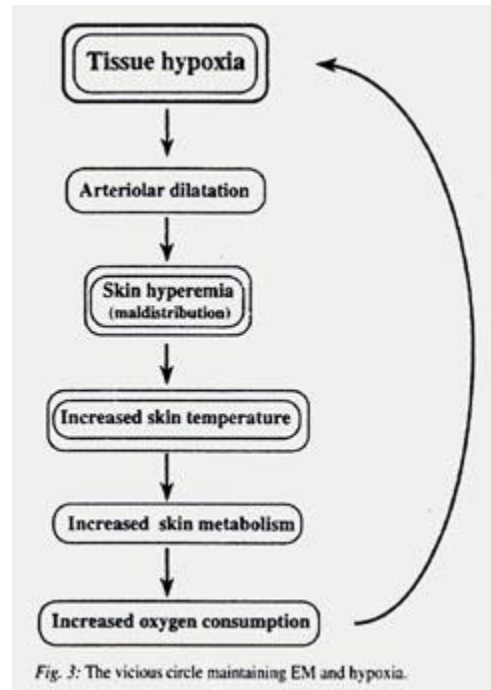 Tissue hypoxia
Arteriolar dilatation
Skin hyperemia
(maldistribution)
Increased skin temperature
Increased skin metabolism
Increased oxygen consumption
Fig. 3: The vicious circle maintaining EM and hypoxia.